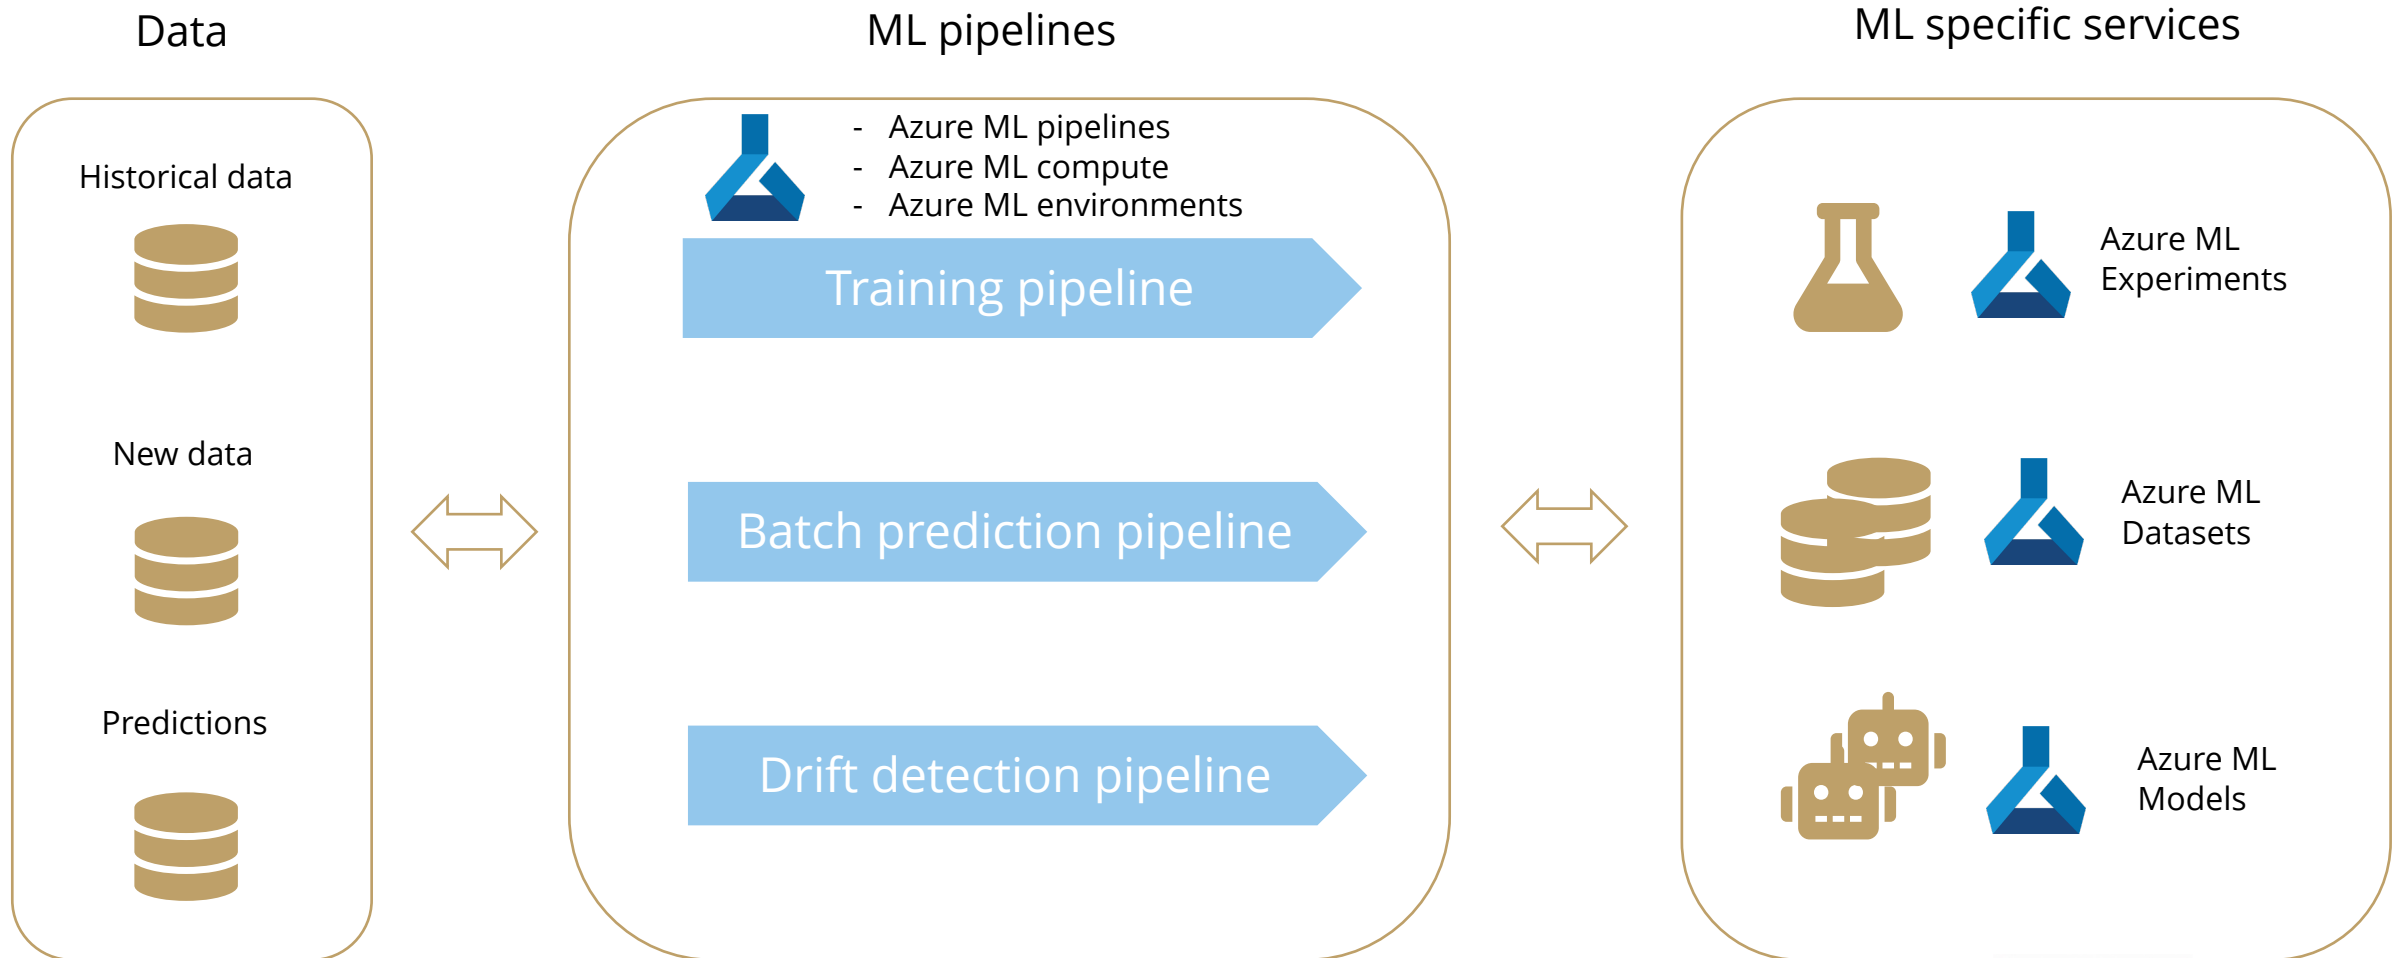 Data
ML pipelines
ML specific services
Historical data
New data
Predictions
- Azure ML pipelines
- Azure ML compute
- Azure ML environments
Training pipeline
Batch prediction pipeline
Drift detection pipeline
Azure ML
Experiments
Azure ML
Datasets
Azure ML
Models